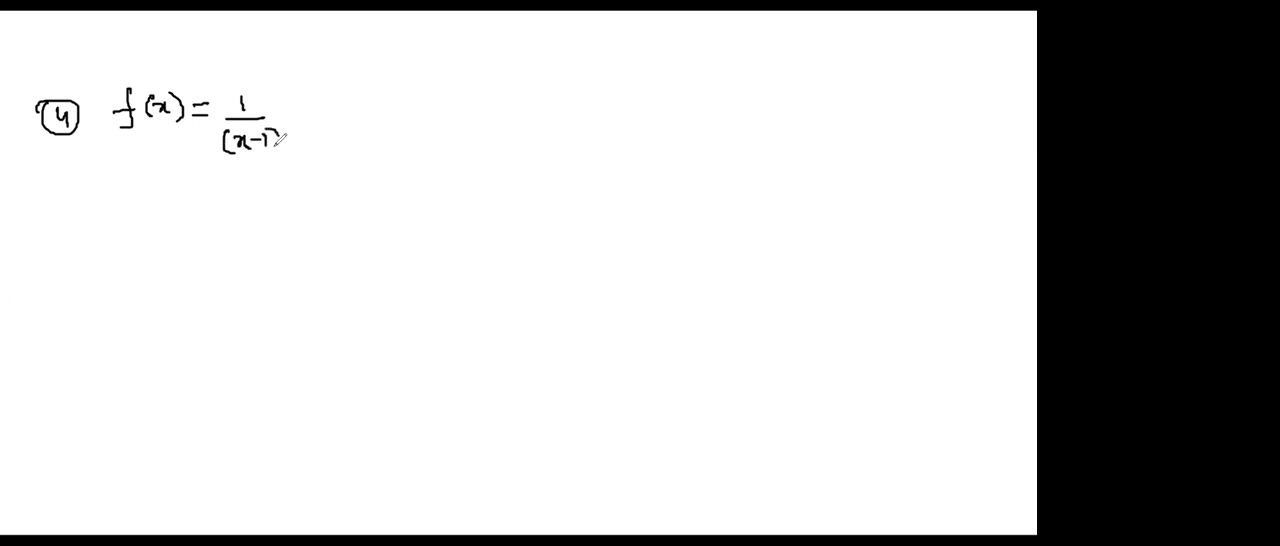 ④ f(x) = 1/(x-1)